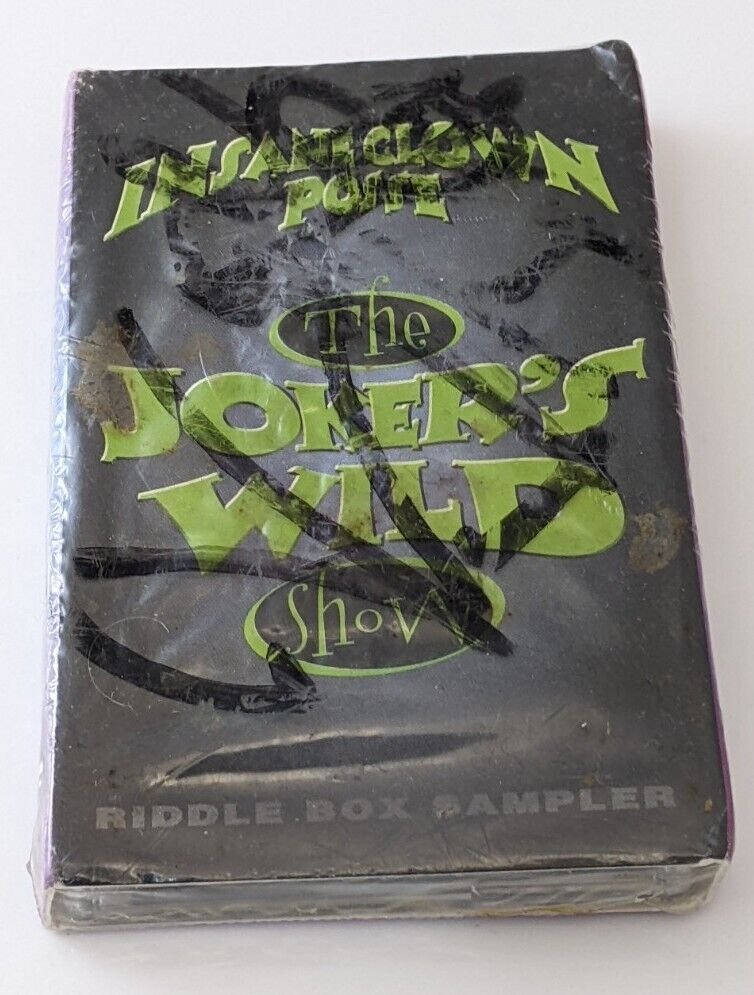 INSANE CLOWN
POSSE
The
JOKER'S
WILD
Show
RIDDLE BOX SAMPLER